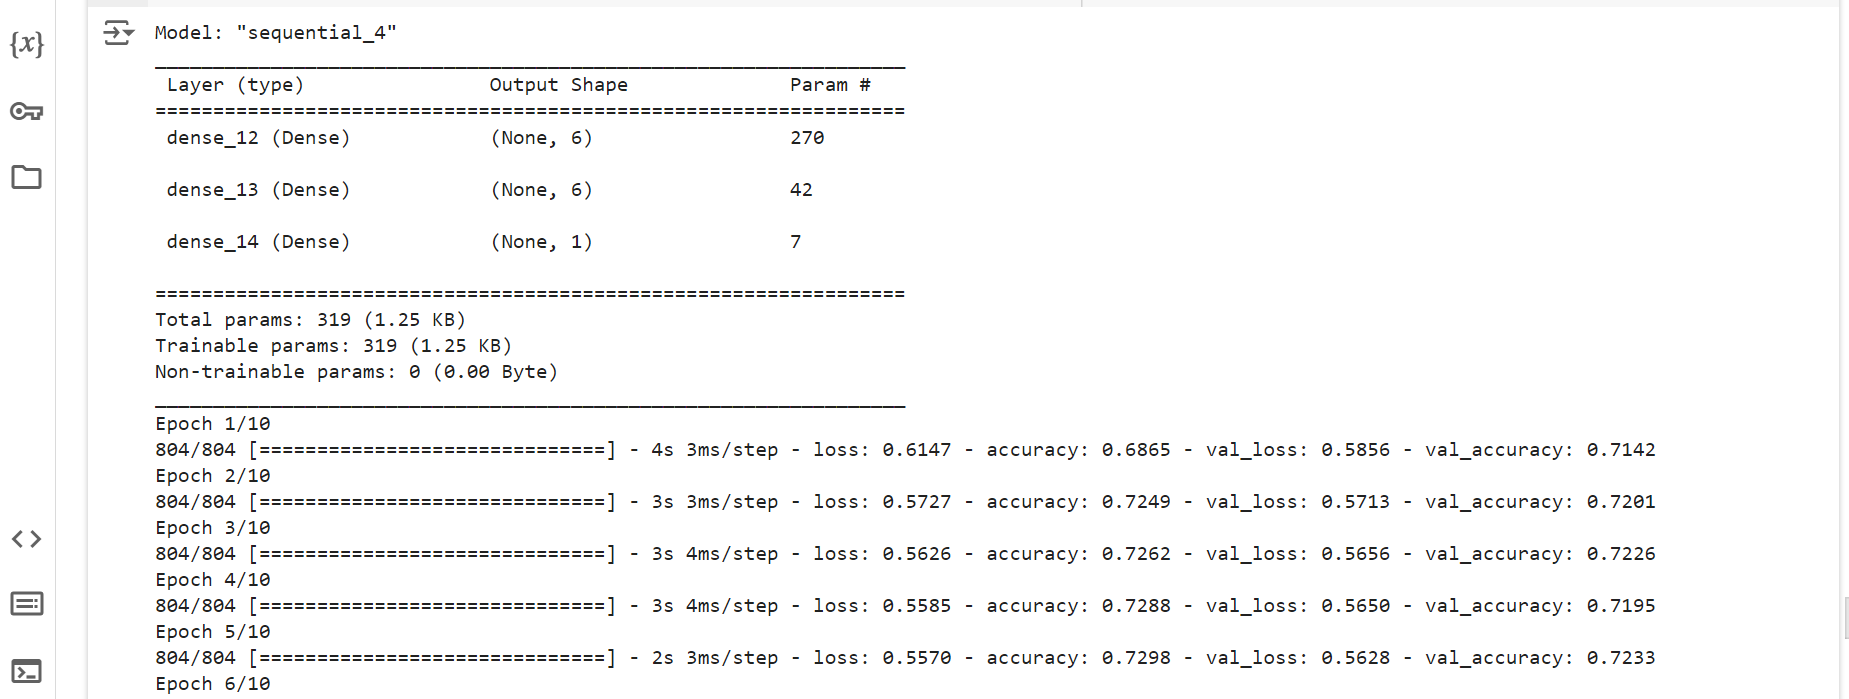 {x}
Model: "sequential_4"
_________________________________________________________________
Layer (type) Output Shape Param #
=================================================================
dense_12 (Dense) (None, 6) 270
dense_13 (Dense) (None, 6) 42
dense_14 (Dense) (None, 1) 7
=================================================================
Total params: 319 (1.25 KB)
Trainable params: 319 (1.25 KB)
Non-trainable params: 0 (0.00 Byte)
_________________________________________________________________
Epoch 1/10
804/804 [==============================] - 4s 3ms/step - loss: 0.6147 - accuracy: 0.6865 - val_loss: 0.5856 - val_accuracy: 0.7142
Epoch 2/10
804/804 [==============================] - 3s 3ms/step - loss: 0.5727 - accuracy: 0.7249 - val_loss: 0.5713 - val_accuracy: 0.7201
Epoch 3/10
804/804 [==============================] - 3s 4ms/step - loss: 0.5626 - accuracy: 0.7262 - val_loss: 0.5656 - val_accuracy: 0.7226
Epoch 4/10
804/804 [==============================] - 3s 4ms/step - loss: 0.5585 - accuracy: 0.7288 - val_loss: 0.5650 - val_accuracy: 0.7195
Epoch 5/10
804/804 [==============================] - 2s 3ms/step - loss: 0.5570 - accuracy: 0.7298 - val_loss: 0.5628 - val_accuracy: 0.7233
Epoch 6/10